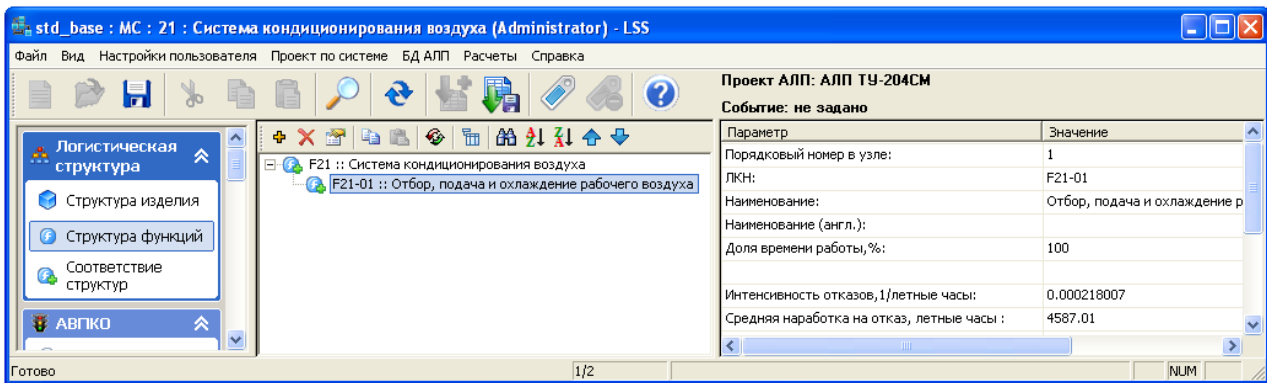 std_base : МС : 21 : Система кондиционирования воздуха (Administrator) - LSS
Файл Вид Настройки пользователя Проект по системе БД АЛП Расчеты Справка
Проект АЛП: АЛП ТУ-204СМ
Событие: не задано
Логистическая
структура
Структура изделия
Структура функций
Соответствие
структур
АВПКО
F21 :: Система кондиционирования воздуха
F21-01 :: Отбор, подача и охлаждение рабочего воздуха
Параметр Значение
Порядковый номер в узле: 1
ЛКН: F21-01
Наименование: Отбор, подача и охлаждение р
Наименование (англ.):
Доля времени работы,%: 100
Интенсивность отказов,1/летные часы: 0.000218007
Средняя наработка на отказ, летные часы : 4587.01
Готово 1/2 NUM